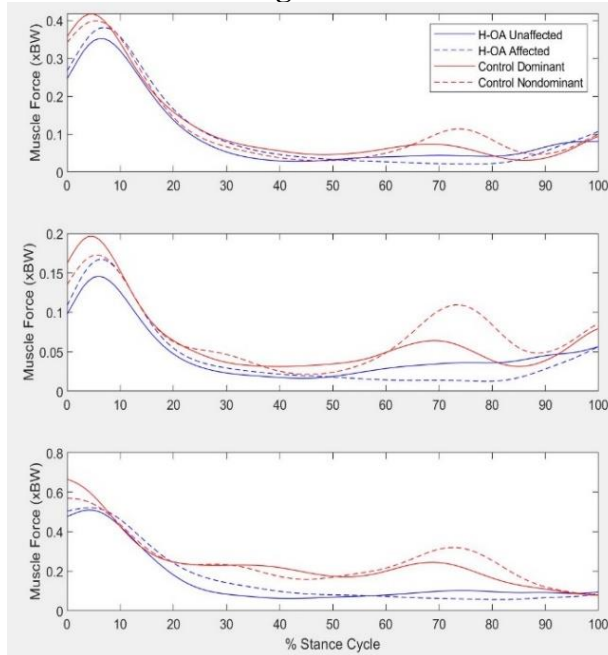 H-OA Unaffected
H-OA Affected
Control Dominant
Control Nondominant
Muscle Force (xBW)
0.4
0.3
0.2
0.1
0
0 10 20 30 40 50 60 70 80 90 100
Muscle Force (xBW)
0.2
0.15
0.1
0.05
0
0 10 20 30 40 50 60 70 80 90 100
Muscle Force (xBW)
0.8
0.6
0.4
0.2
0
0 10 20 30 40 50 60 70 80 90 100
% Stance Cycle